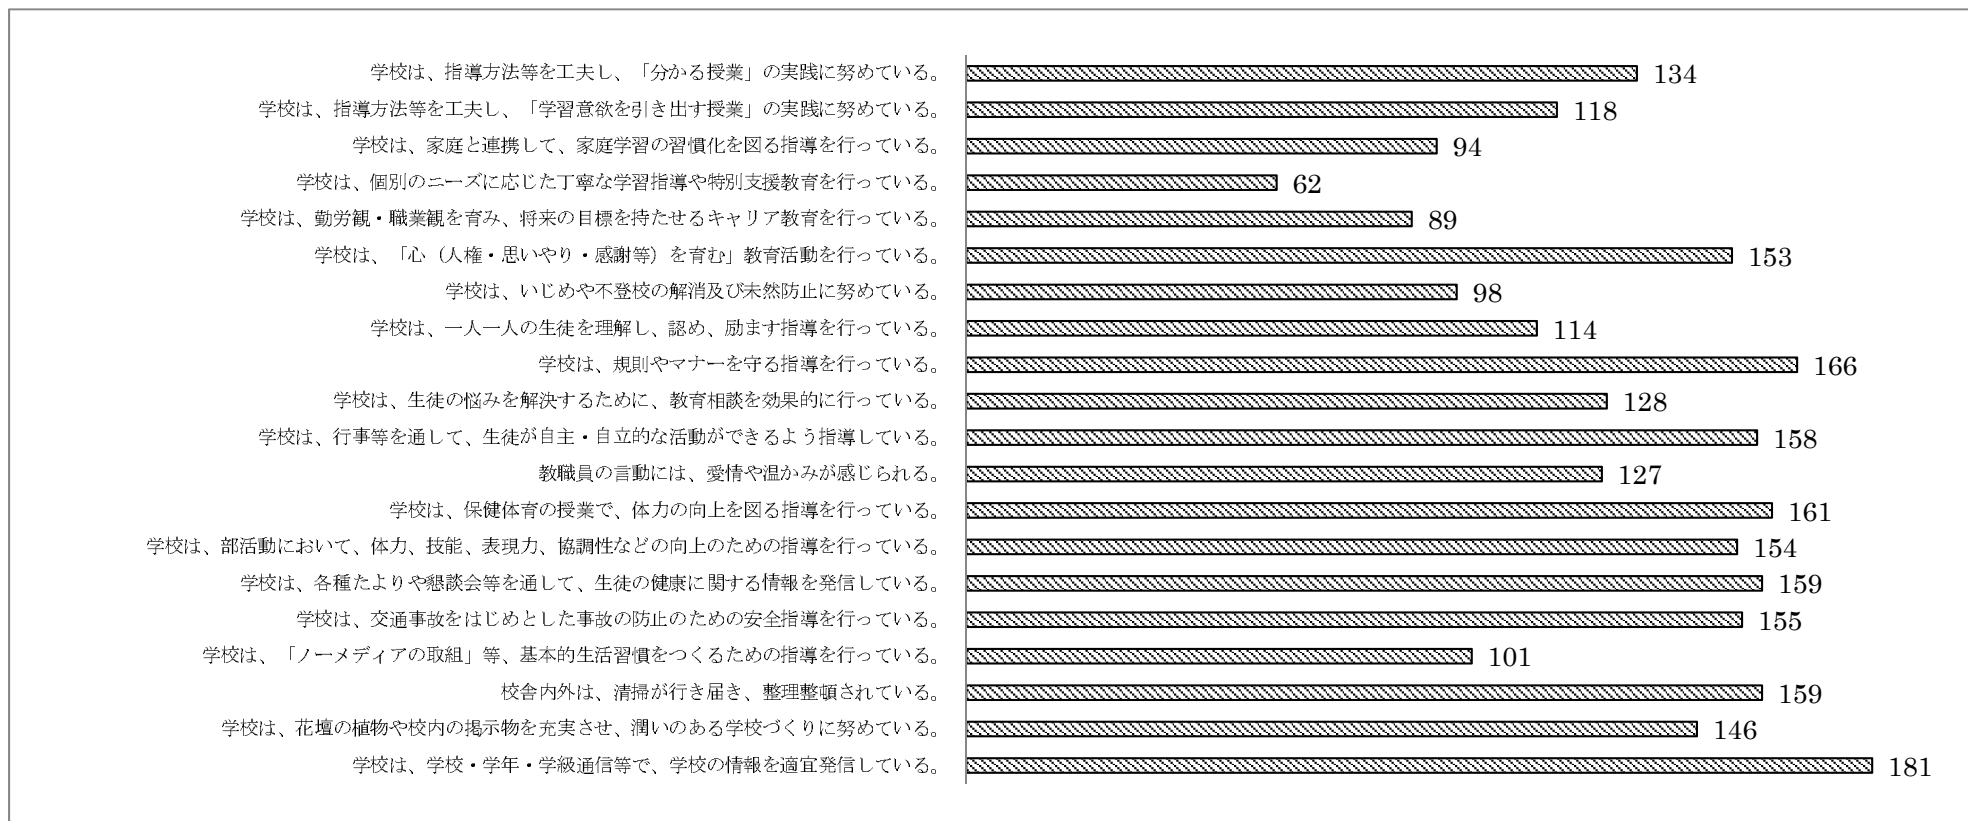 学校は、指導方法等を工夫し、「分かる授業」の実践に努めている。 134
学校は、指導方法等を工夫し、「学習意欲を引き出す授業」の実践に努めている。 118
学校は、家庭と連携して、家庭学習の習慣化を図る指導を行っている。 94
学校は、個別のニーズに応じた丁寧な学習指導や特別支援教育を行っている。 62
学校は、勤労観・職業観を育み、将来の目標を持たせるキャリア教育を行っている。 89
学校は、「心（人権・思いやり・感謝等）を育む」教育活動を行っている。 153
学校は、いじめや不登校の解消及び未然防止に努めている。 98
学校は、一人一人の生徒を理解し、認め、励ます指導を行っている。 114
学校は、規則やマナーを守る指導を行っている。 166
学校は、生徒の悩みを解決するために、教育相談を効果的に行っている。 128
学校は、行事等を通して、生徒が自主・自立的な活動ができるよう指導している。 158
教職員の言動には、愛情や温かみが感じられる。 127
学校は、保健体育の授業で、体力の向上を図る指導を行っている。 161
学校は、部活動において、体力、技能、表現力、協調性などの向上のための指導を行っている。 154
学校は、各種たよりや懇談会等を通して、生徒の健康に関する情報を発信している。 159
学校は、交通事故をはじめとした事故の防止のための安全指導を行っている。 155
学校は、「ノーメディアの取組」等、基本的生活習慣をつくるための指導を行っている。 101
校舎内外は、清掃が行き届き、整理整頓されている。 159
学校は、花壇の植物や校内の掲示物を充実させ、潤いのある学校づくりに努めている。 146
学校は、学校・学年・学級通信等で、学校の情報を適宜発信している。 181